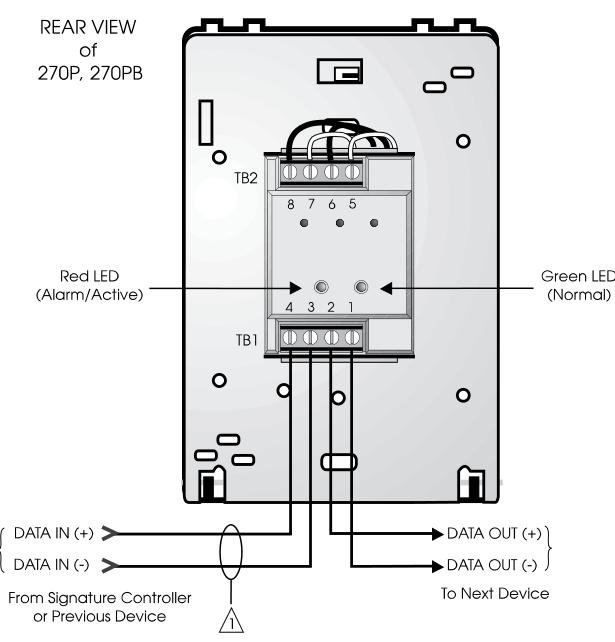 REAR VIEW
of
270P, 270PB
TB2
8 7 6 5
Red LED
(Alarm/Active)
Green LED
(Normal)
4 3 2 1
TB1
DATA IN (+)
DATA OUT (+)
DATA IN (-)
DATA OUT (-)
From Signature Controller
or Previous Device
To Next Device
1